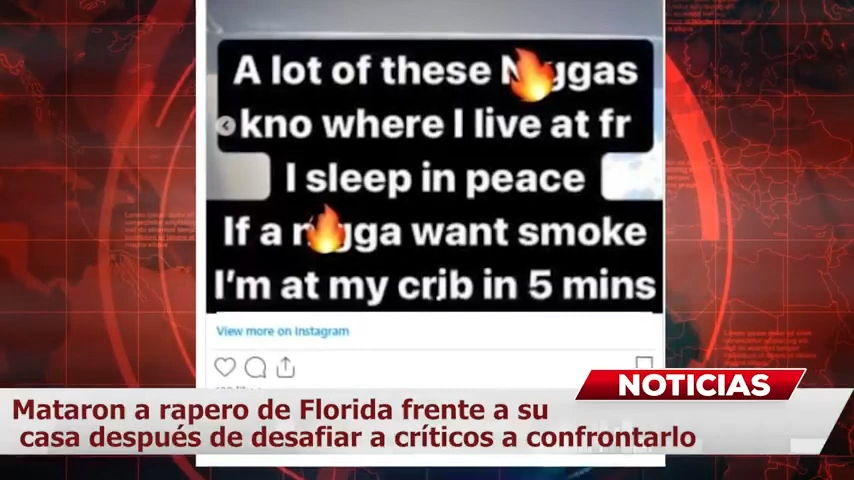 A lot of these N🔥ggas
kno where I live at fr
I sleep in peace
If a n🔥gga want smoke
I'm at my crib in 5 mins
View more on Instagram
NOTICIAS
Mataron a rapero de Florida frente a su
casa después de desafiar a críticos a confrontarlo